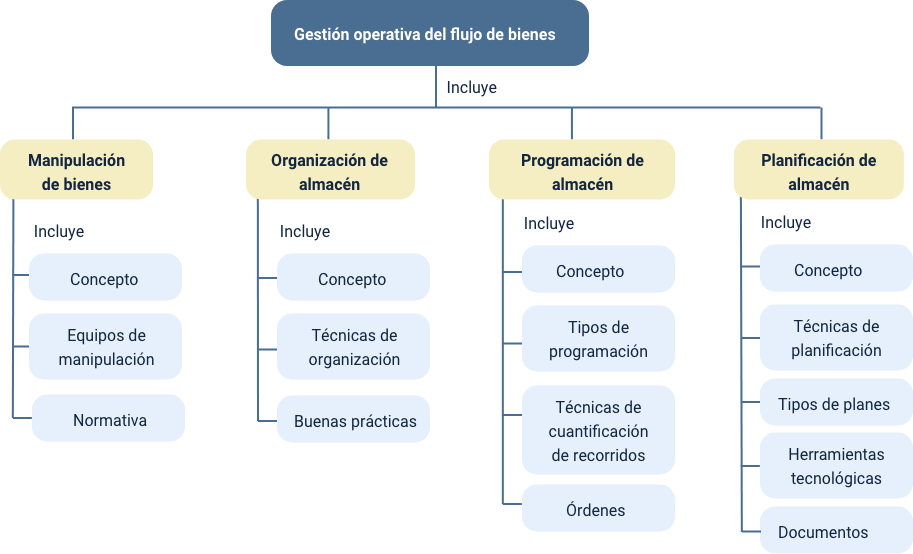 Gestión operativa del flujo de bienes
Incluye
Manipulación
de bienes
Incluye
Concepto
Equipos de
manipulación
Normativa
Organización de
almacén
Incluye
Concepto
Técnicas de
organización
Buenas prácticas
Programación de
almacén
Incluye
Concepto
Tipos de
programación
Técnicas de
cuantificación
de recorridos
Órdenes
Planificación de
almacén
Incluye
Concepto
Técnicas de
planificación
Tipos de planes
Herramientas
tecnológicas
Documentos